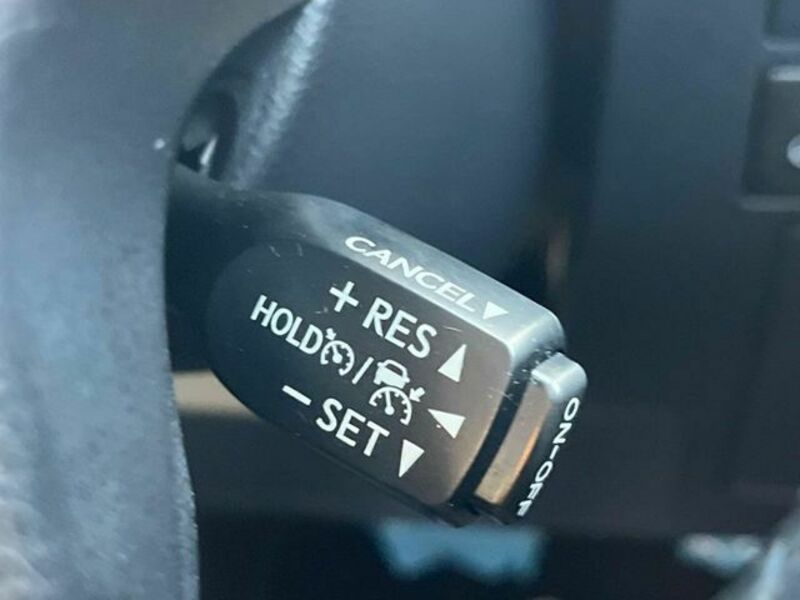 CANCEL▼
+ RES ▲
HOLD /
− SET ▼
ON-OFF